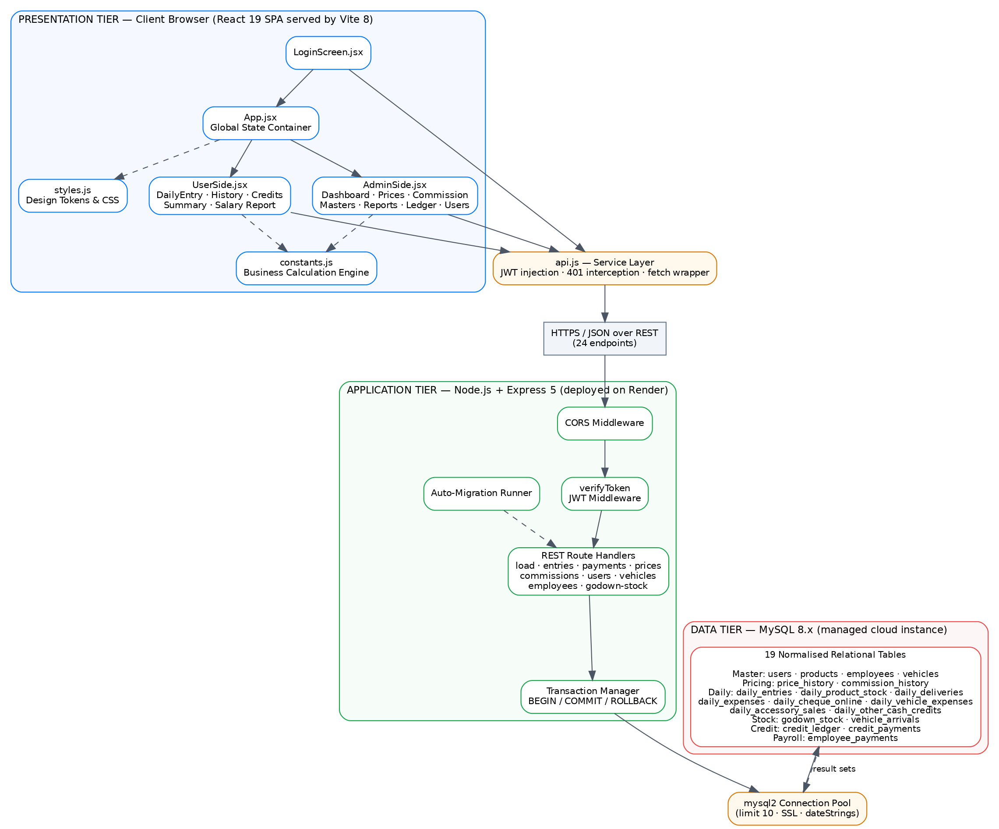 PRESENTATION TIER — Client Browser (React 19 SPA served by Vite 8)
LoginScreen.jsx
App.jsx
Global State Container
styles.js
Design Tokens & CSS
UserSide.jsx
DailyEntry · History · Credits
Summary · Salary Report
AdminSide.jsx
Dashboard · Prices · Commission
Masters · Reports · Ledger · Users
constants.js
Business Calculation Engine
api.js — Service Layer
JWT injection · 401 interception · fetch wrapper
HTTPS / JSON over REST
(24 endpoints)
APPLICATION TIER — Node.js + Express 5 (deployed on Render)
CORS Middleware
Auto-Migration Runner
verifyToken
JWT Middleware
REST Route Handlers
load · entries · payments · prices
commissions · users · vehicles
employees · godown-stock
Transaction Manager
BEGIN / COMMIT / ROLLBACK
DATA TIER — MySQL 8.x (managed cloud instance)
19 Normalised Relational Tables
Master: users · products · employees · vehicles
Pricing: price_history · commission_history
Daily: daily_entries · daily_product_stock · daily_deliveries
daily_expenses · daily_cheque_online · daily_vehicle_expenses
daily_accessory_sales · daily_other_cash_credits
Stock: godown_stock · vehicle_arrivals
Credit: credit_ledger · credit_payments
Payroll: employee_payments
result sets
mysql2 Connection Pool
(limit 10 · SSL · dateStrings)